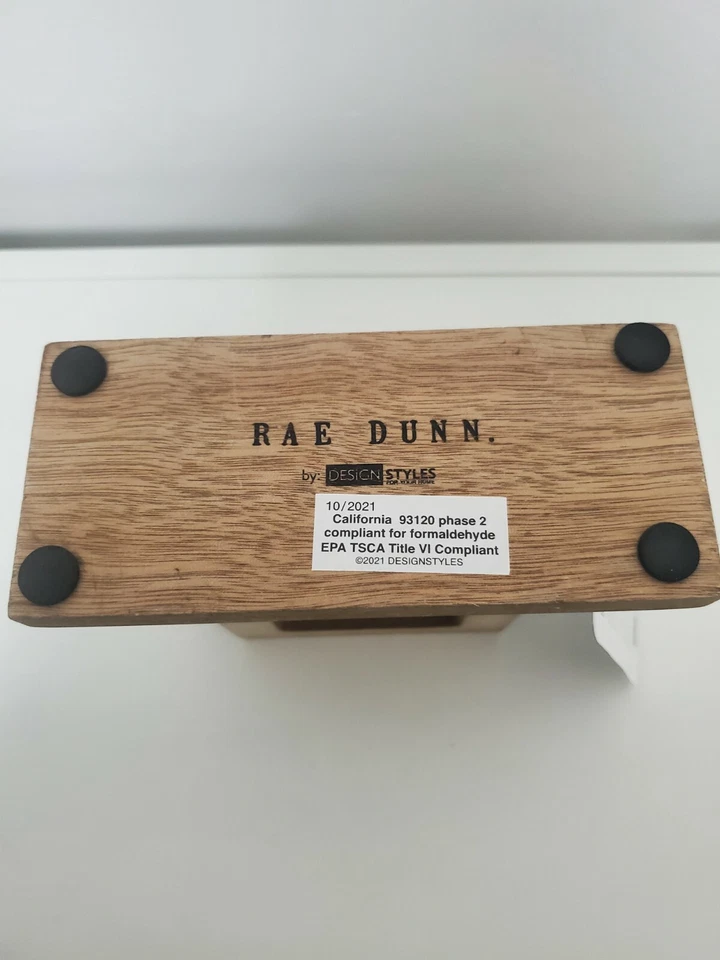 RAE DUNN.
by: DESIGN STYLES
FOR YOUR HOME
10/2021
California 93120 phase 2
compliant for formaldehyde
EPA TSCA Title VI Compliant
©2021 DESIGNSTYLES